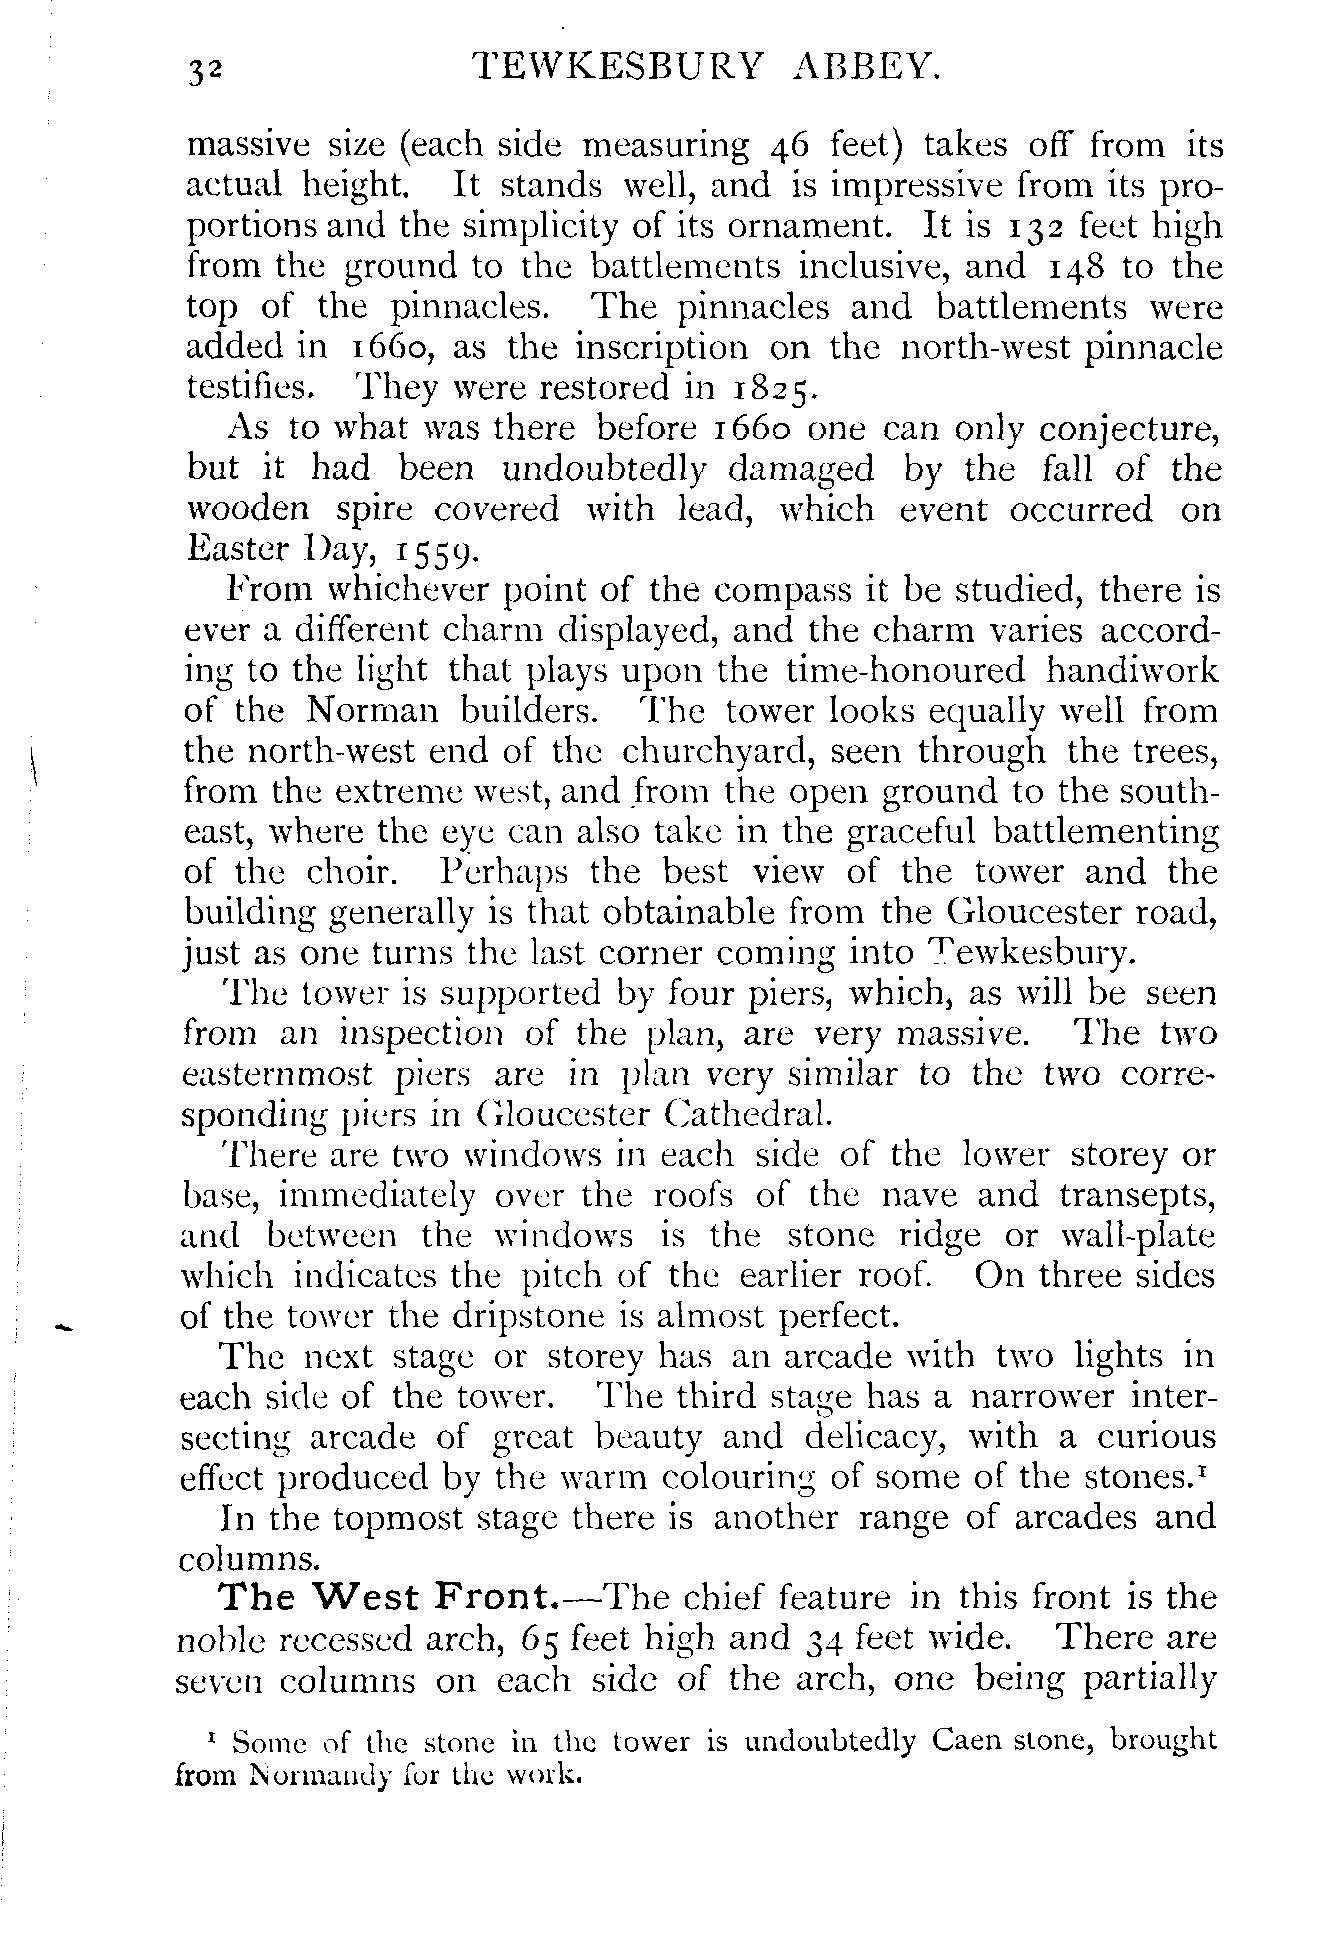 32 TEWKESBURY ABBEY.
massive size (each side measuring 46 feet) takes off from its
actual height. It stands well, and is impressive from its pro-
portions and the simplicity of its ornament. It is 132 feet high
from the ground to the battlements inclusive, and 148 to the
top of the pinnacles. The pinnacles and battlements were
added in 1660, as the inscription on the north-west pinnacle
testifies. They were restored in 1825.
As to what was there before 1660 one can only conjecture,
but it had been undoubtedly damaged by the fall of the
wooden spire covered with lead, which event occurred on
Easter Day, 1559.
From whichever point of the compass it be studied, there is
ever a different charm displayed, and the charm varies accord-
ing to the light that plays upon the time-honoured handiwork
of the Norman builders. The tower looks equally well from
the north-west end of the churchyard, seen through the trees,
from the extreme west, and from the open ground to the south-
east, where the eye can also take in the graceful battlementing
of the choir. Perhaps the best view of the tower and the
building generally is that obtainable from the Gloucester road,
just as one turns the last corner coming into Tewkesbury.
The tower is supported by four piers, which, as will be seen
from an inspection of the plan, are very massive. The two
easternmost piers are in plan very similar to the two corre-
sponding piers in Gloucester Cathedral.
There are two windows in each side of the lower storey or
base, immediately over the roofs of the nave and transepts,
and between the windows is the stone ridge or wall-plate
which indicates the pitch of the earlier roof. On three sides
of the tower the dripstone is almost perfect.
The next stage or storey has an arcade with two lights in
each side of the tower. The third stage has a narrower inter-
secting arcade of great beauty and delicacy, with a curious
effect produced by the warm colouring of some of the stones.¹
In the topmost stage there is another range of arcades and
columns.
The West Front.—The chief feature in this front is the
noble recessed arch, 65 feet high and 34 feet wide. There are
seven columns on each side of the arch, one being partially
¹ Some of the stone in the tower is undoubtedly Caen stone, brought
from Normandy for the work.